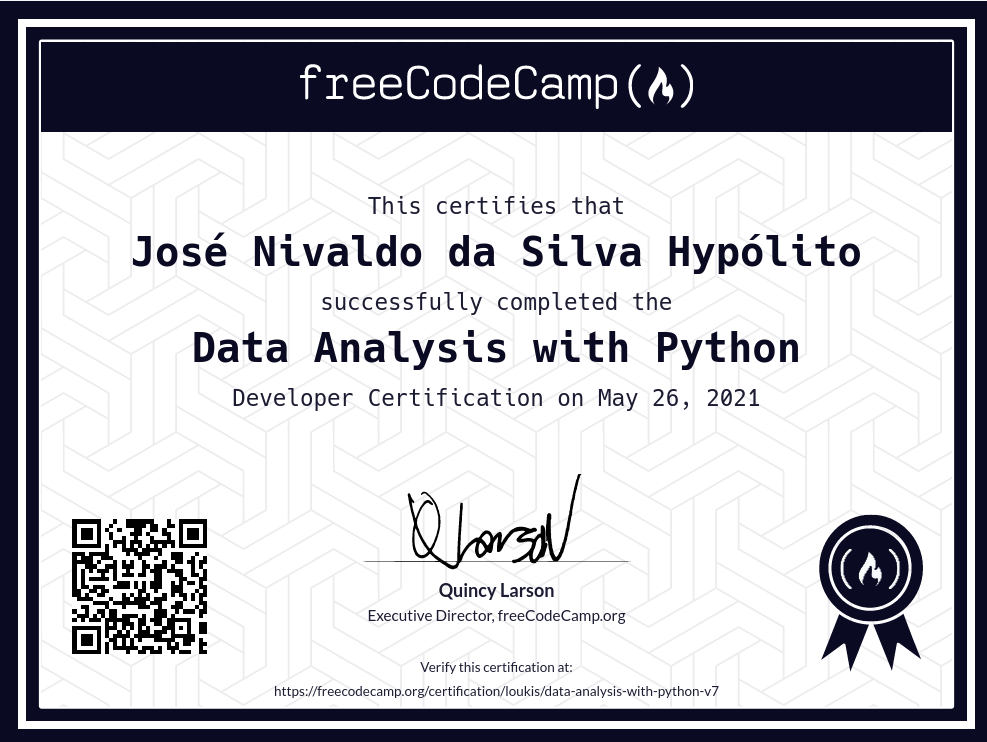 freeCodeCamp
This certifies that
José Nivaldo da Silva Hypólito
successfully completed the
Data Analysis with Python
Developer Certification on May 26, 2021
Q Larson
Quincy Larson
Executive Director, freeCodeCamp.org
Verify this certification at:
https://freecodecamp.org/certification/loukis/data-analysis-with-python-v7